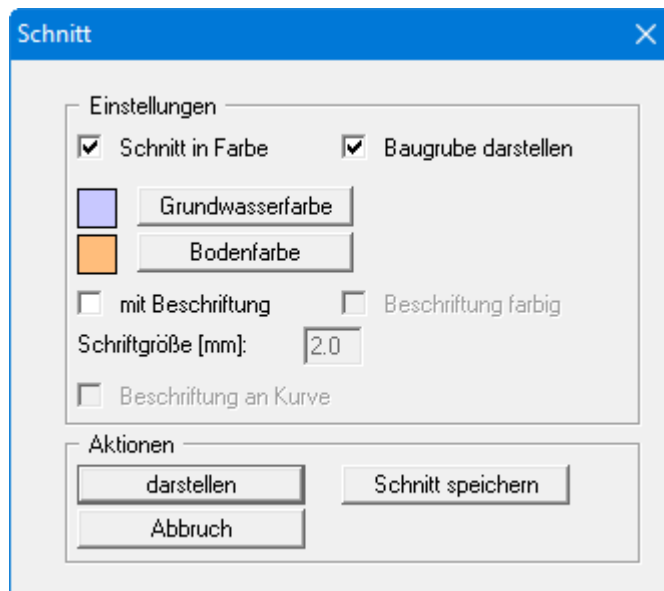 Schnitt
Einstellungen
Schnitt in Farbe Baugrube darstellen
Grundwasserfarbe
Bodenfarbe
mit Beschriftung Beschriftung farbig
Schriftgröße [mm]: 2.0
Beschriftung an Kurve
Aktionen
darstellen Schnitt speichern
Abbruch